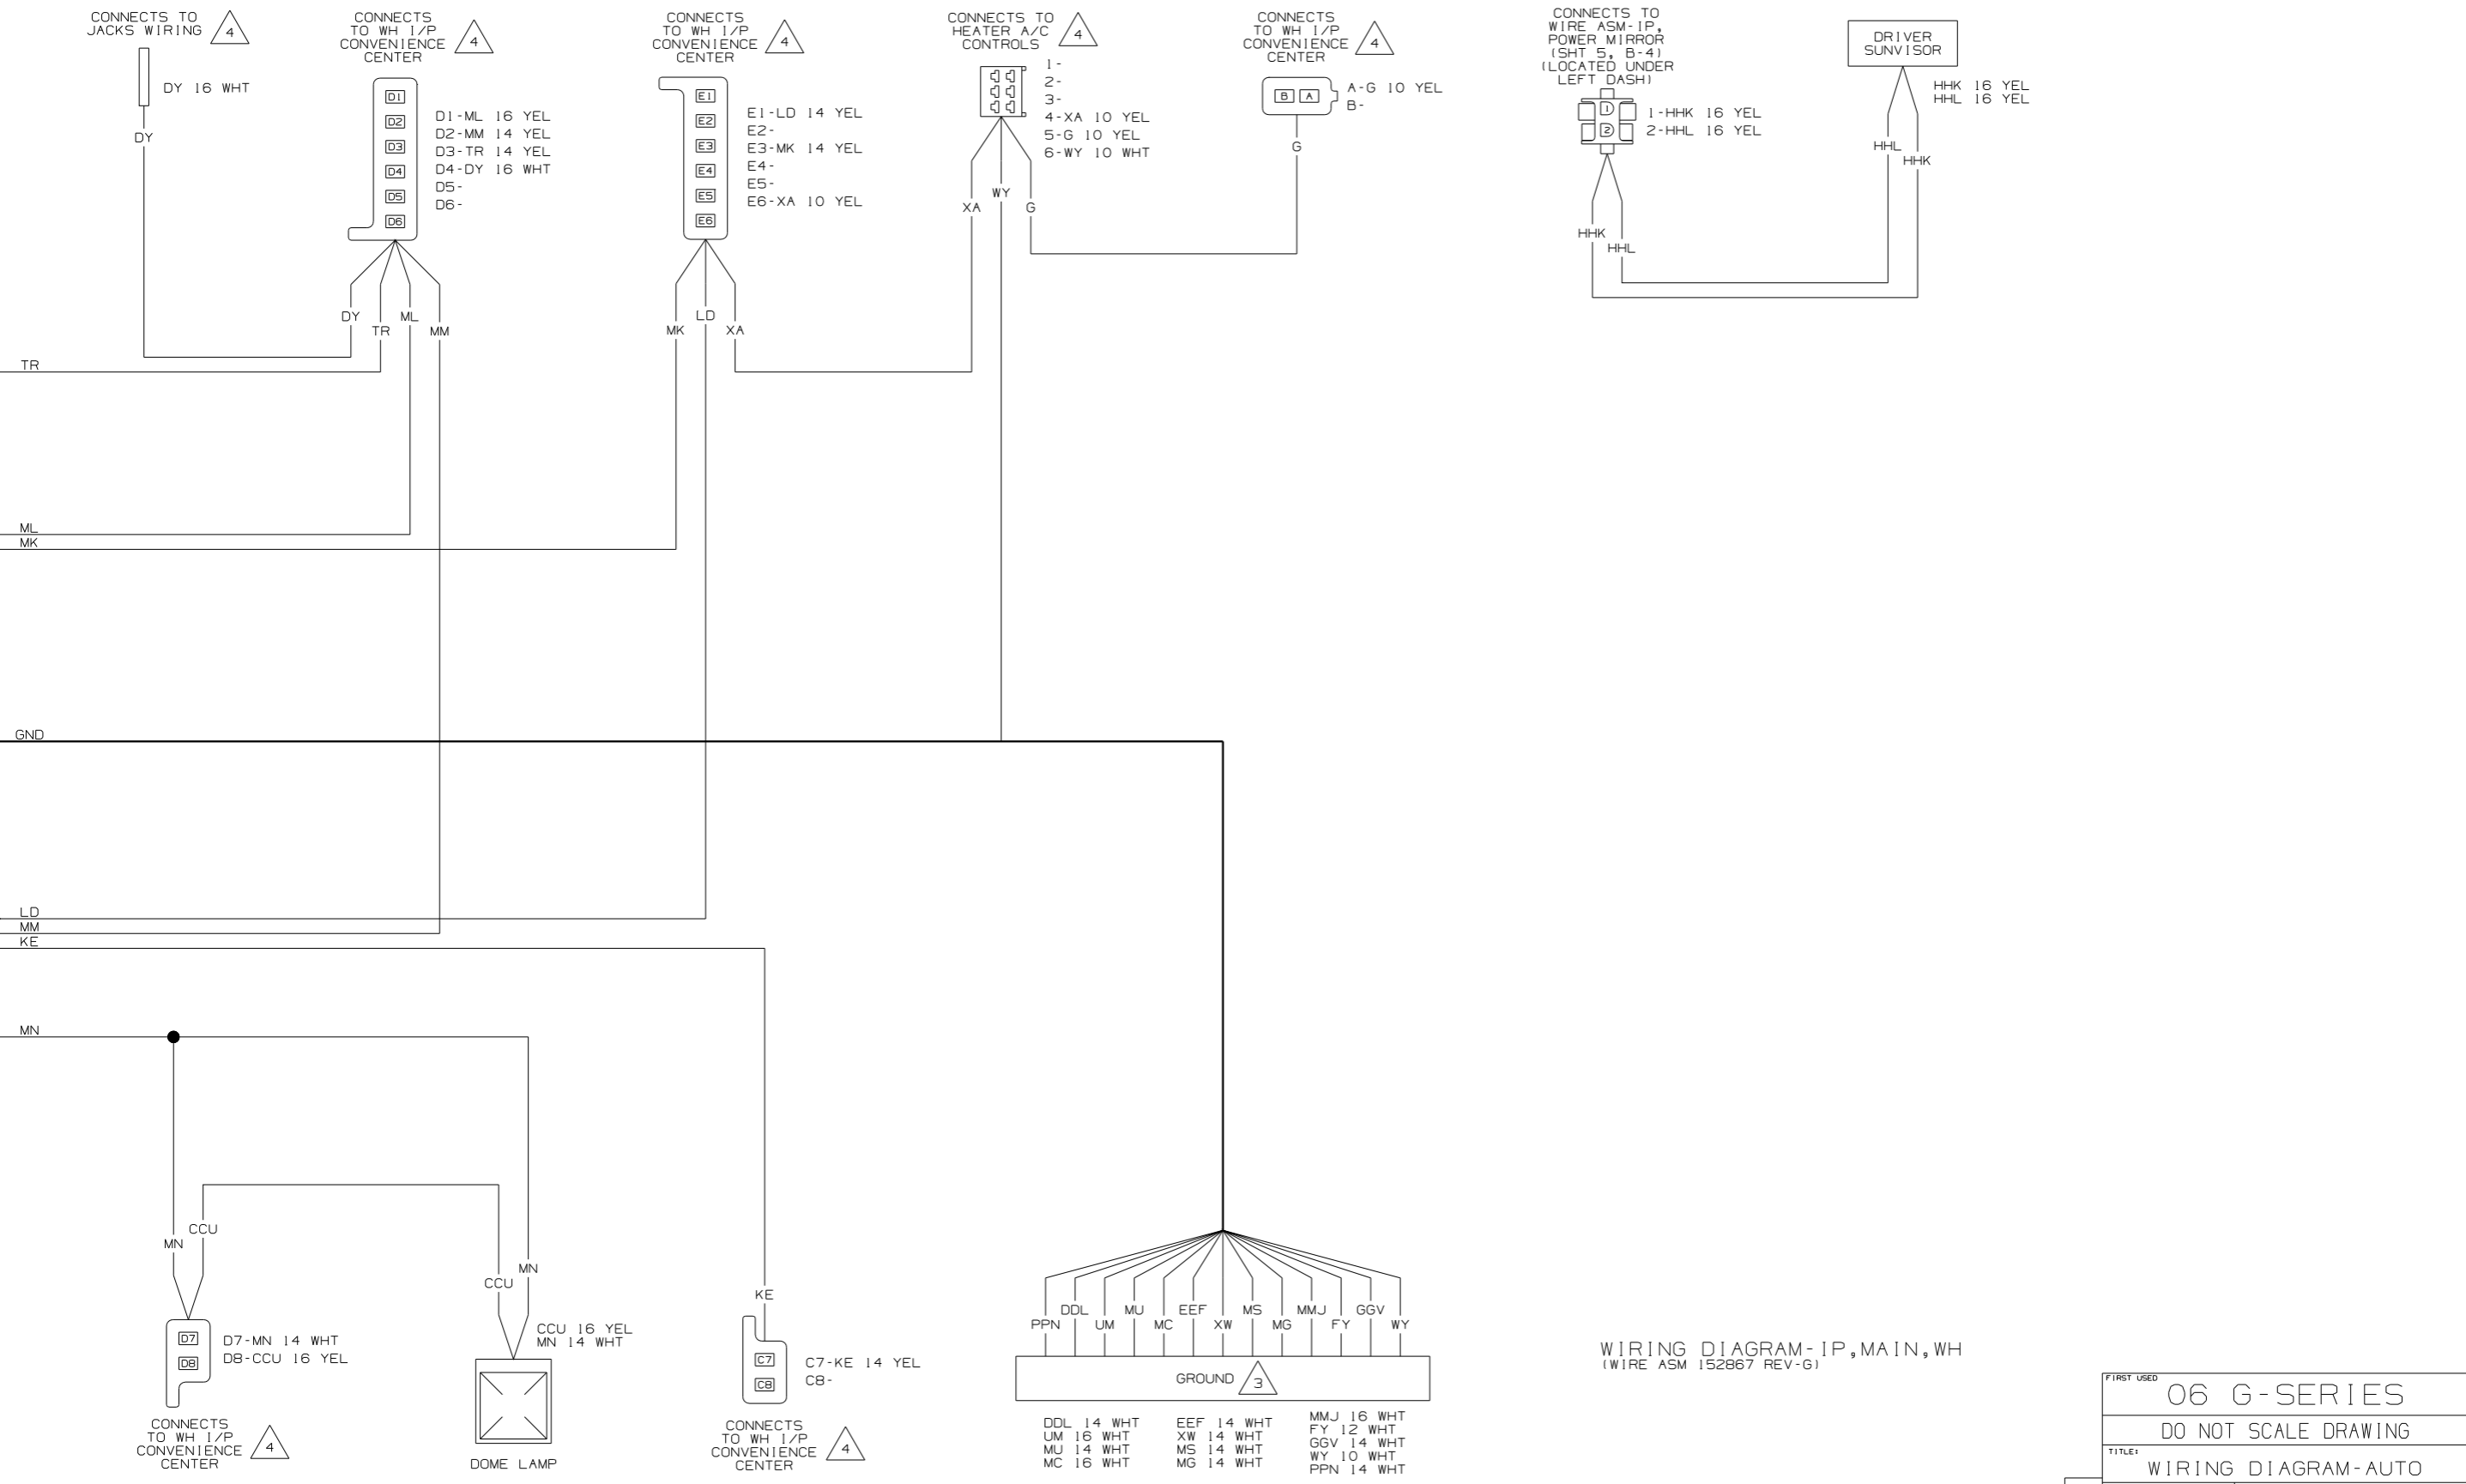 CONNECTS TO
JACKS WIRING
4
DY 16 WHT
DY
CONNECTS
TO WH I/P
CONVENIENCE
CENTER
4
D1
D2
D3
D4
D5
D6
D1-ML 16 YEL
D2-MM 14 YEL
D3-TR 14 YEL
D4-DY 16 WHT
D5-
D6-
DY
TR
ML
MM
CONNECTS
TO WH I/P
CONVENIENCE
CENTER
4
E1
E2
E3
E4
E5
E6
E1-LD 14 YEL
E2-
E3-MK 14 YEL
E4-
E5-
E6-XA 10 YEL
MK
LD
XA
CONNECTS TO
HEATER A/C
CONTROLS
4
1-
2-
3-
4-XA 10 YEL
5-G 10 YEL
6-WY 10 WHT
XA
WY
G
CONNECTS
TO WH I/P
CONVENIENCE
CENTER
4
B A
A-G 10 YEL
B-
G
CONNECTS TO
WIRE ASM-IP,
POWER MIRROR
(SHT 5, B-4)
(LOCATED UNDER
LEFT DASH)
1
2
1-HHK 16 YEL
2-HHL 16 YEL
HHK
HHL
DRIVER
SUNVISOR
HHK 16 YEL
HHL 16 YEL
HHL
HHK
TR
ML
MK
GND
LD
MM
KE
MN
MN
CCU
D7
D8
D7-MN 14 WHT
D8-CCU 16 YEL
CONNECTS
TO WH I/P
CONVENIENCE
CENTER
4
CCU
MN
CCU 16 YEL
MN 14 WHT
DOME LAMP
KE
C7
C8
C7-KE 14 YEL
C8-
CONNECTS
TO WH I/P
CONVENIENCE
CENTER
4
PPN
DDL
UM
MU
MC
EEF
XW
MS
MG
MMJ
FY
GGV
WY
GROUND
3
DDL 14 WHT
UM 16 WHT
MU 14 WHT
MC 16 WHT
EEF 14 WHT
XW 14 WHT
MS 14 WHT
MG 14 WHT
MMJ 16 WHT
FY 12 WHT
GGV 14 WHT
WY 10 WHT
PPN 14 WHT
WIRING DIAGRAM-IP,MAIN,WH
(WIRE ASM 152867 REV-G)
FIRST USED
06 G-SERIES
DO NOT SCALE DRAWING
TITLE:
WIRING DIAGRAM-AUTO